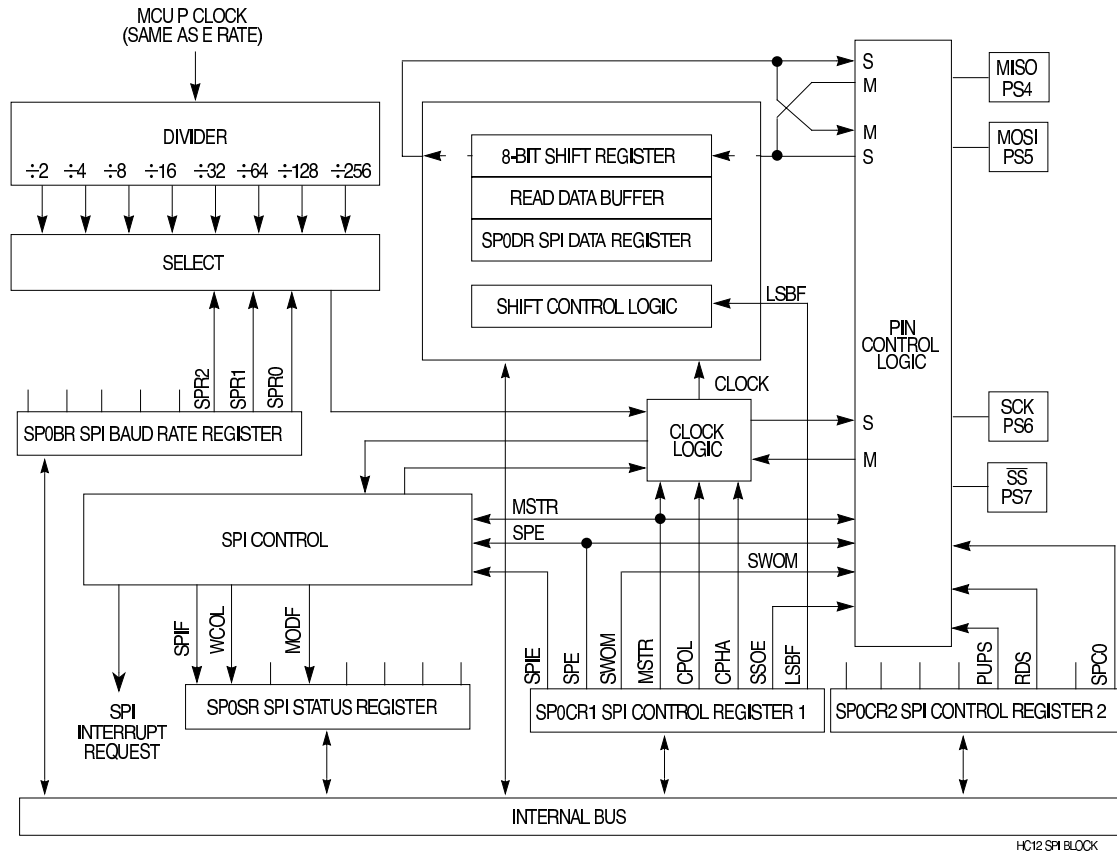 MCU P CLOCK
(SAME AS E RATE)
DIVIDER
÷2 ÷4 ÷8 ÷16 ÷32 ÷64 ÷128 ÷256
SELECT
SPR2
SPR1
SPR0
SP0BR SPI BAUD RATE REGISTER
8-BIT SHIFT REGISTER
READ DATA BUFFER
SP0DR SPI DATA REGISTER
SHIFT CONTROL LOGIC
LSBF
CLOCK
CLOCK
LOGIC
S
M
M
S
PIN
CONTROL
LOGIC
S
M
MISO
PS4
MOSI
PS5
SCK
PS6
SS
PS7
SPI CONTROL
MSTR
SPE
SWOM
SPIF
WCOL
MODF
SPI
INTERRUPT
REQUEST
SP0SR SPI STATUS REGISTER
SPIE
SPE
SWOM
MSTR
CPOL
CPHA
SSOE
LSBF
SP0CR1 SPI CONTROL REGISTER 1
PUPS
RDS
SPC0
SP0CR2 SPI CONTROL REGISTER 2
INTERNAL BUS
HC12 SPI BLOCK